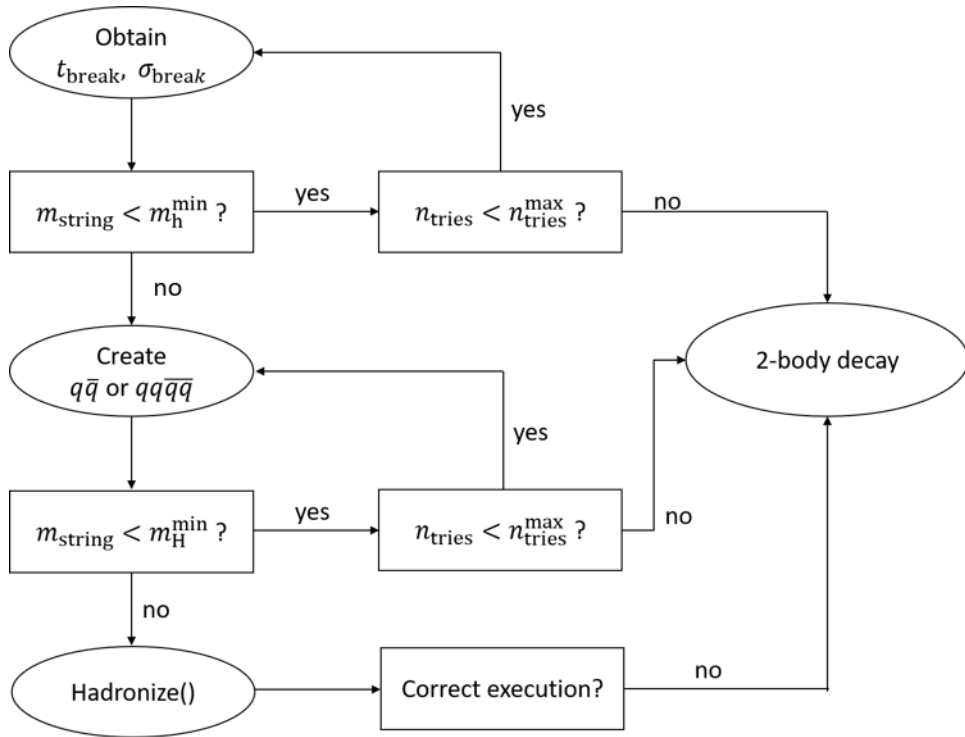 Obtain
t_break, σ_break
yes
m_string < m_h^min ?
yes
n_tries < n_tries^max ?
no
no
Create
qq̄ or qqq̄q̄
2-body decay
yes
m_string < m_H^min ?
yes
n_tries < n_tries^max ?
no
no
Hadronize()
Correct execution?
no